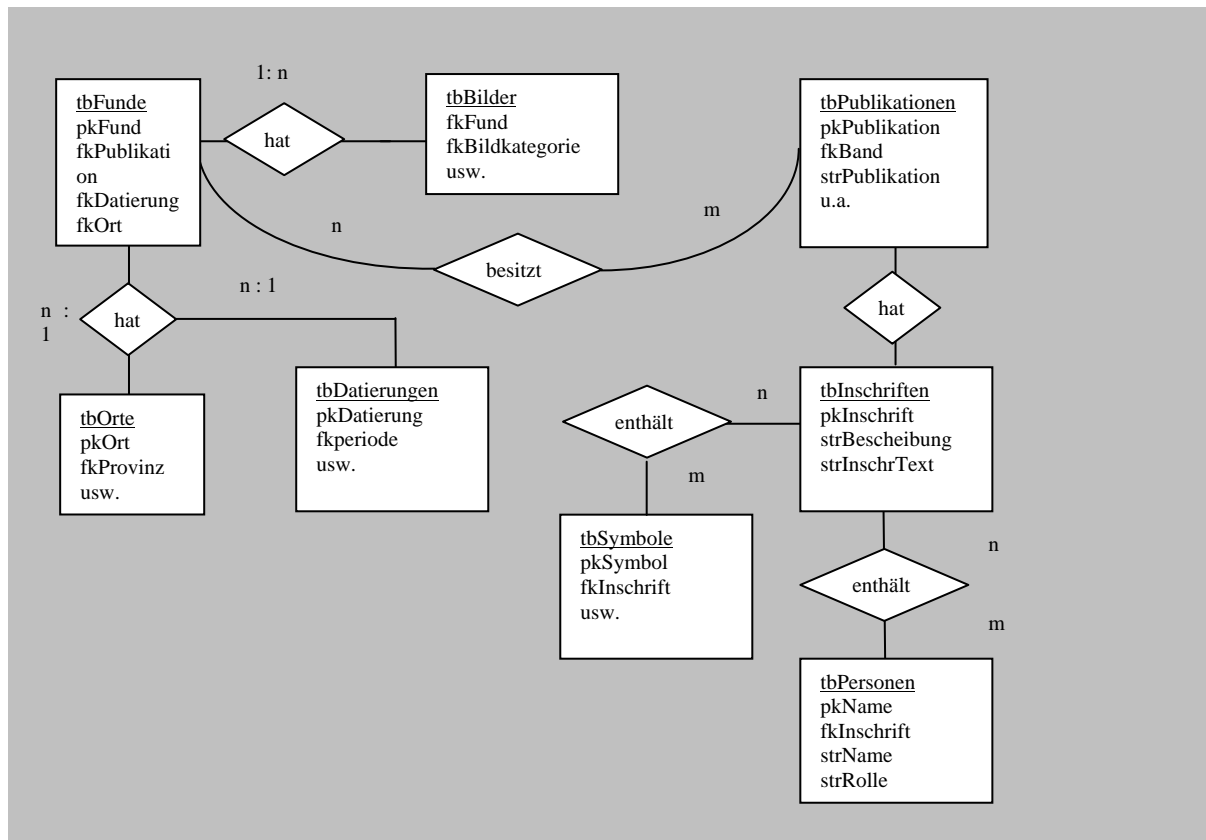 1: n
tbFunde
pkFund
fkPublikati
on
fkDatierung
fkOrt
hat
tbBilder
fkFund
fkBildkategorie
usw.
tbPublikationen
pkPublikation
fkBand
strPublikation
u.a.
n
m
besitzt
n : 1
n :
1
hat
hat
tbOrte
pkOrt
fkProvinz
usw.
tbDatierungen
pkDatierung
fkperiode
usw.
enthält
n
m
tbInschriften
pkInschrift
strBescheibung
strInschrText
tbSymbole
pkSymbol
fkInschrift
usw.
n
enthält
m
tbPersonen
pkName
fkInschrift
strName
strRolle